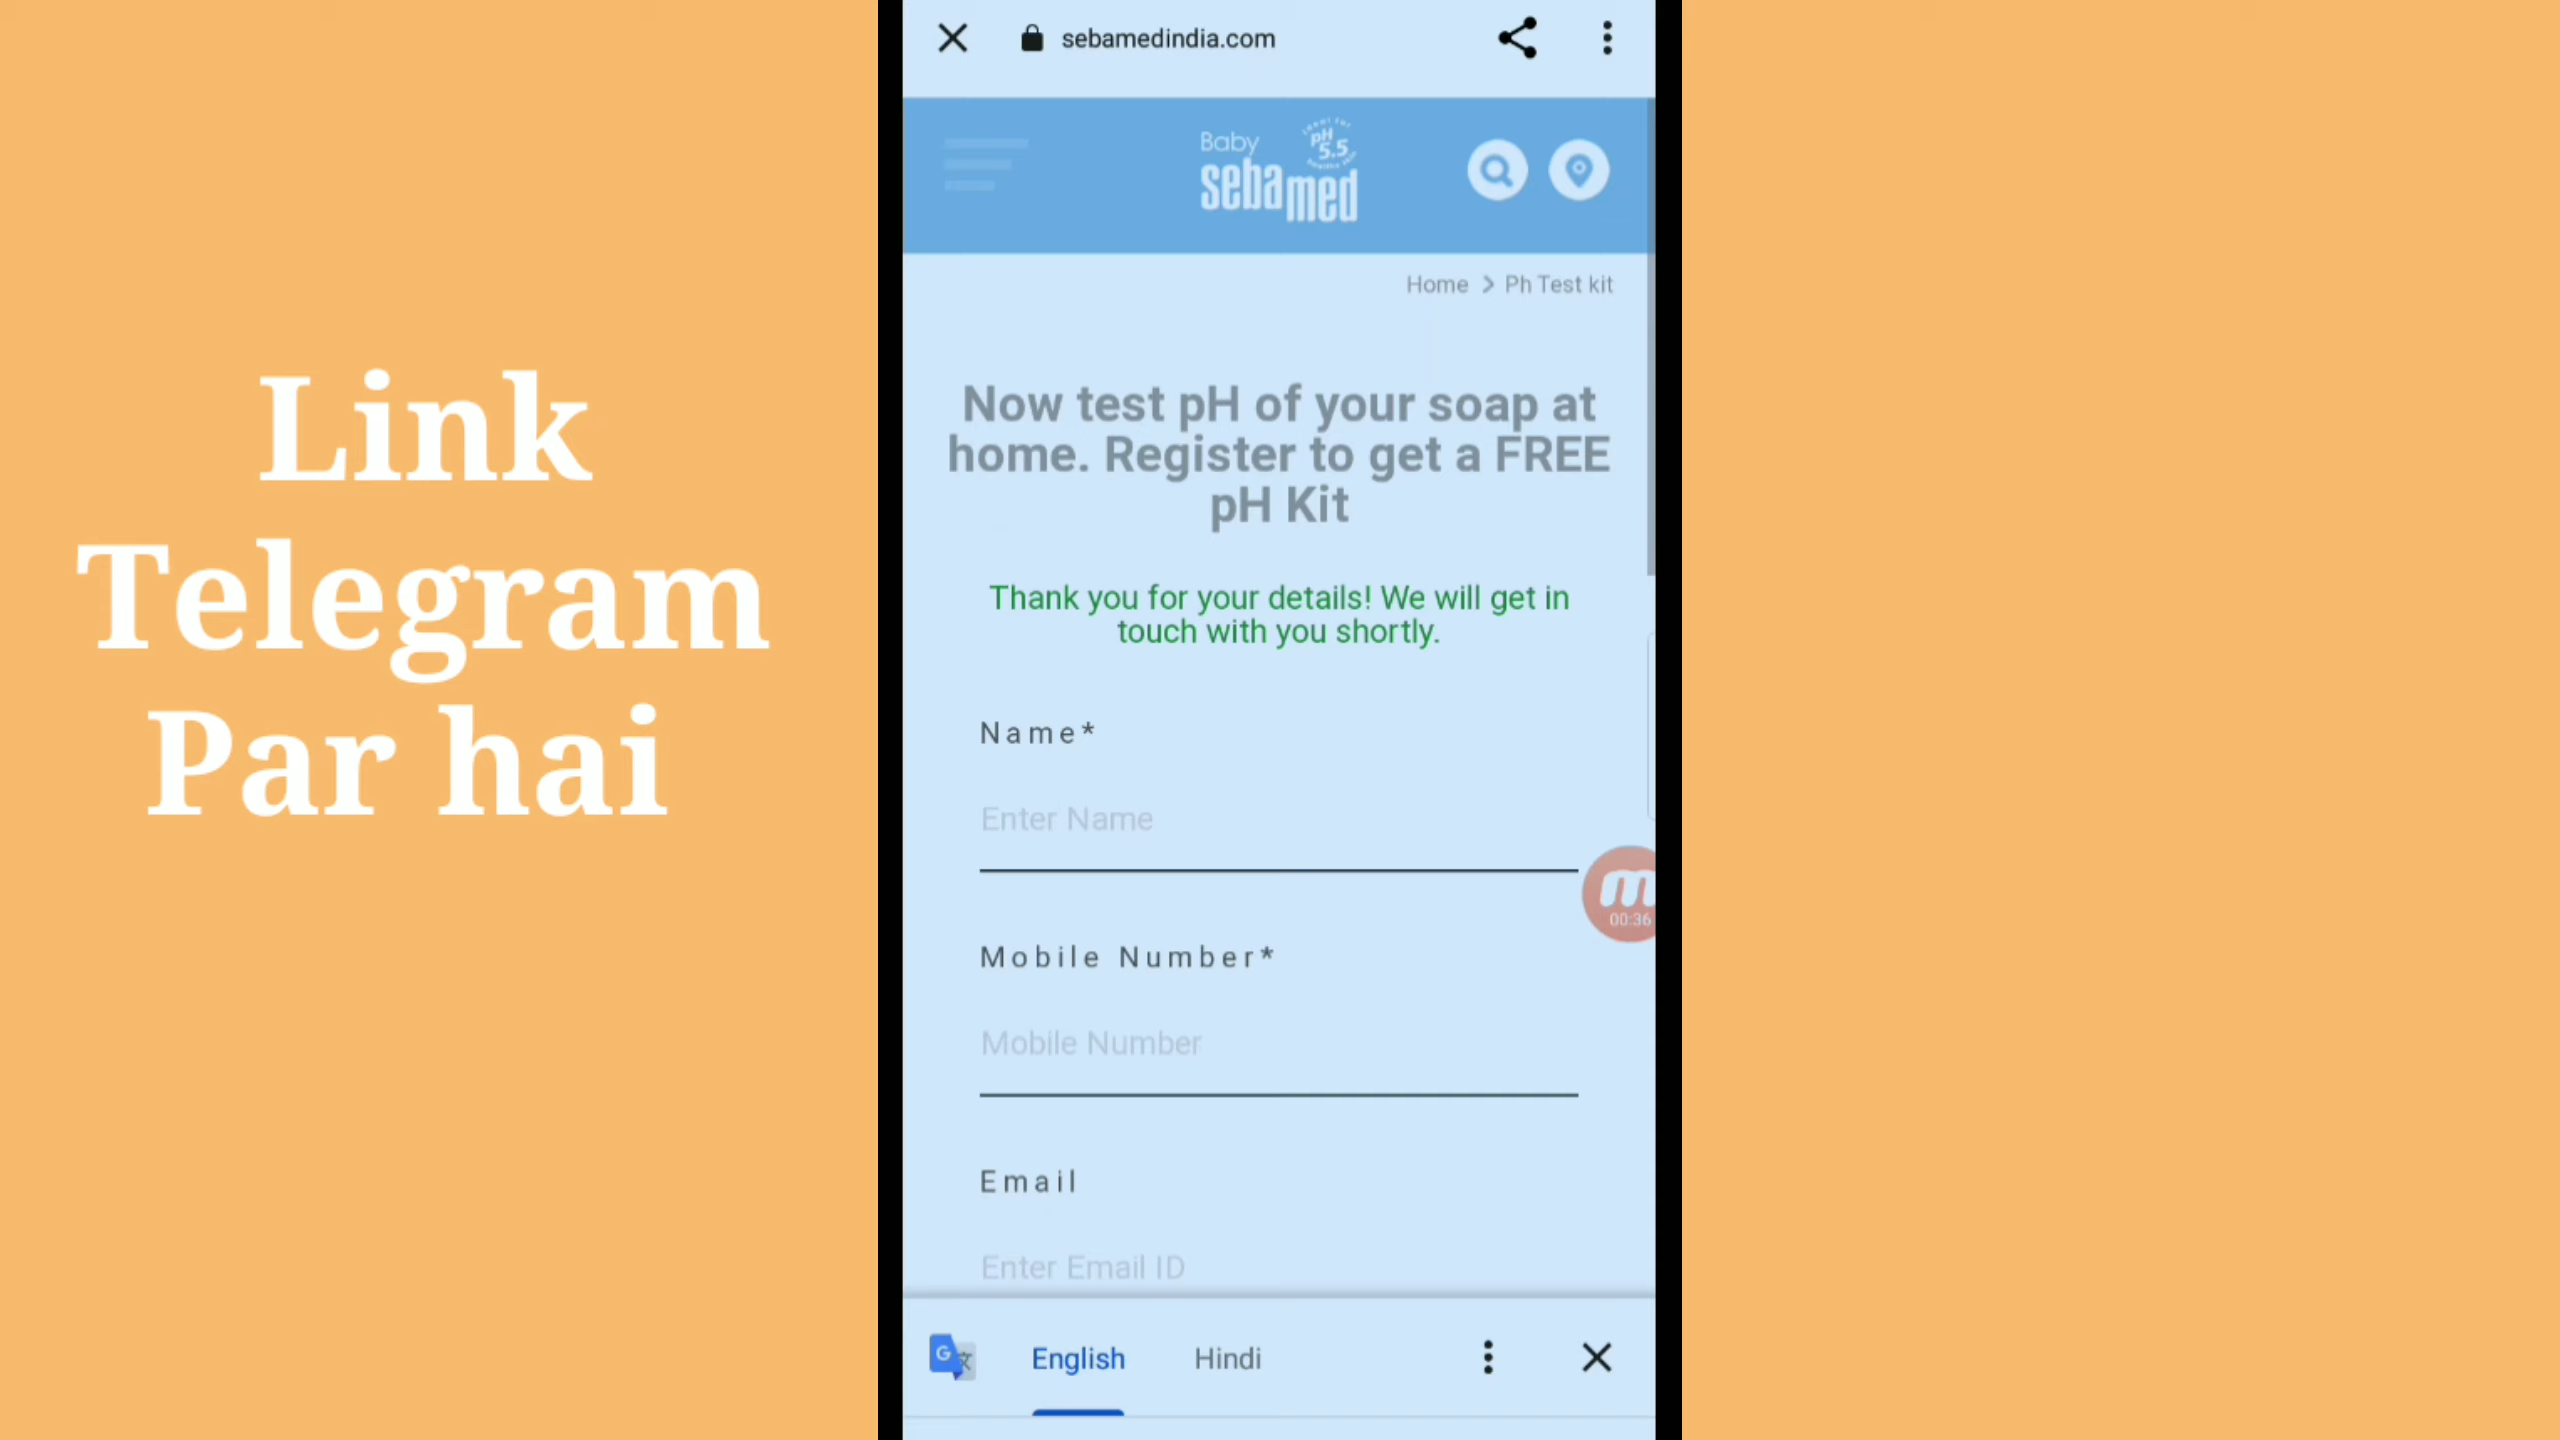 Link
Telegram
Par hai
sebamedindia.com
Baby
sebamed
pH
5.5
Home > Ph Test kit
Now test pH of your soap at
home. Register to get a FREE
pH Kit
Thank you for your details! We will get in
touch with you shortly.
Name*
Enter Name
00:36
Mobile Number*
Mobile Number
Email
Enter Email ID
G 文
English
Hindi